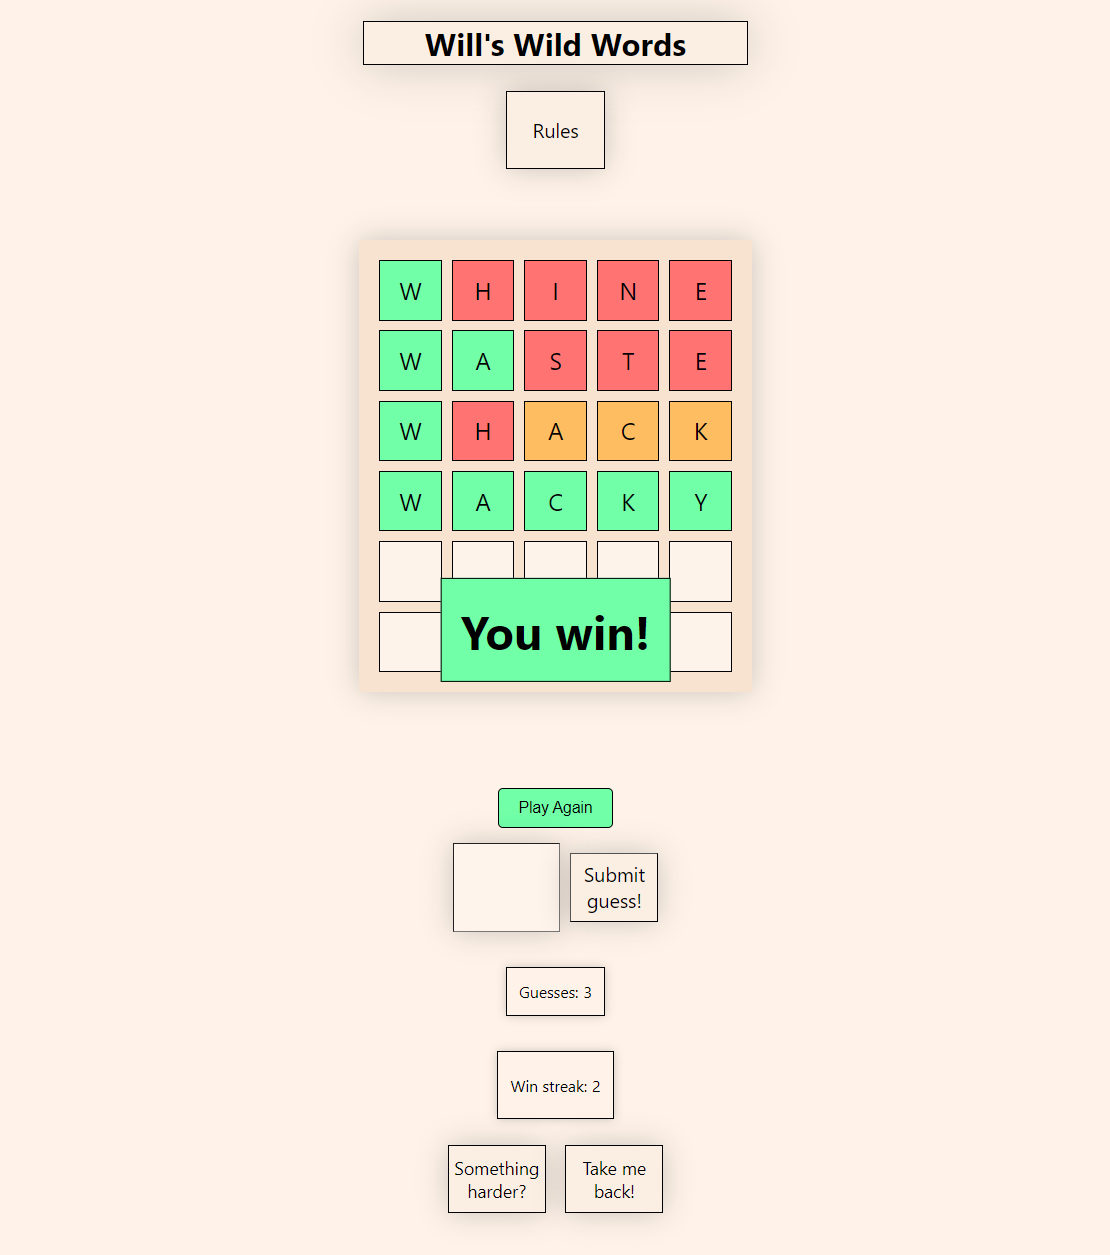 Will's Wild Words
Rules
W H I N E
W A S T E
W H A C K
W A C K Y
You win!
Play Again
Submit
guess!
Guesses: 3
Win streak: 2
Something
harder?
Take me
back!